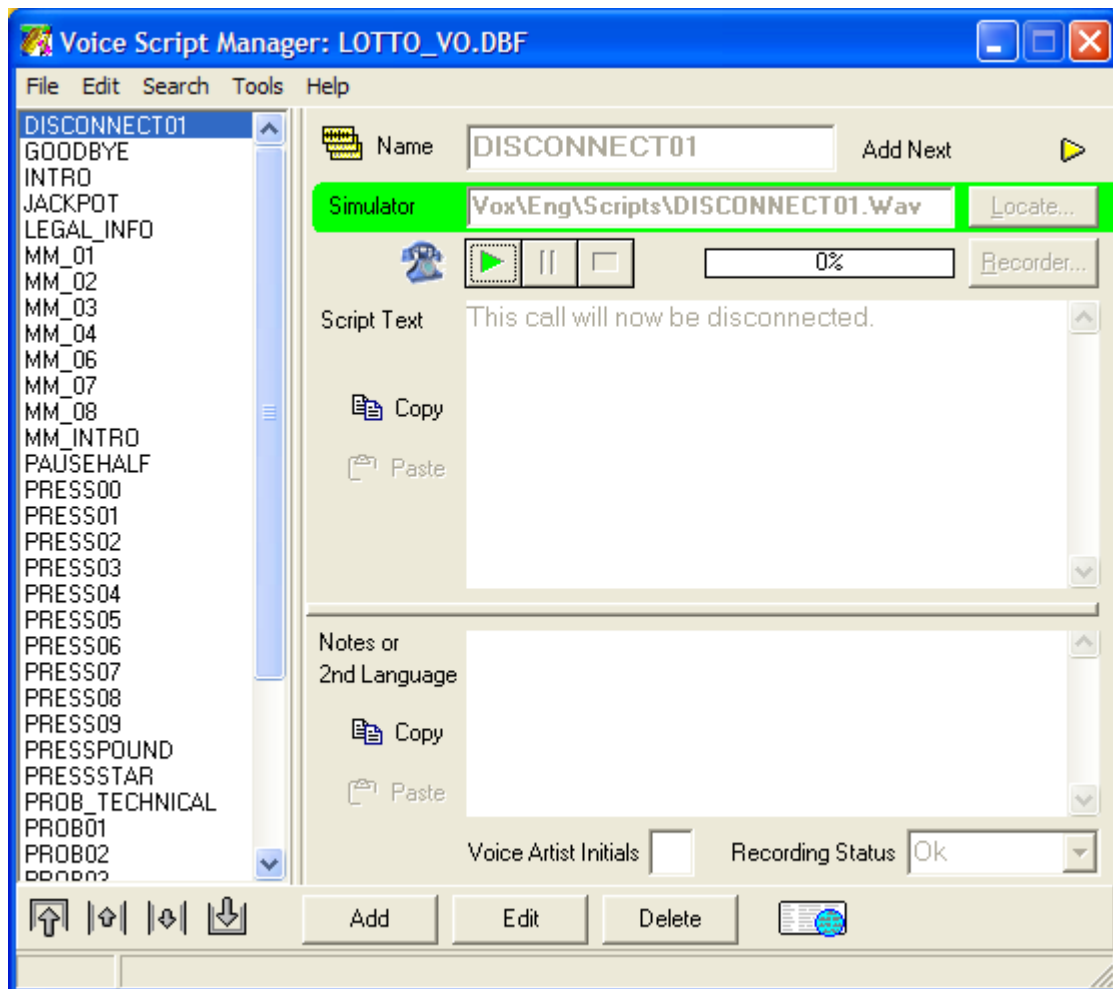 Voice Script Manager: LOTTO_VO.DBF
File Edit Search Tools Help
DISCONNECT01
GOODBYE
INTRO
JACKPOT
LEGAL_INFO
MM_01
MM_02
MM_03
MM_04
MM_06
MM_07
MM_08
MM_INTRO
PAUSEHALF
PRESS00
PRESS01
PRESS02
PRESS03
PRESS04
PRESS05
PRESS06
PRESS07
PRESS08
PRESS09
PRESSPOUND
PRESSSTAR
PROB_TECHNICAL
PROB01
PROB02
PROB03
Name DISCONNECT01 Add Next
Simulator Vox\Eng\Scripts\DISCONNECT01.Wav Locate...
0% Recorder...
Script Text This call will now be disconnected.
Copy
Paste
Notes or
2nd Language
Copy
Paste
Voice Artist Initials Recording Status Ok
Add Edit Delete